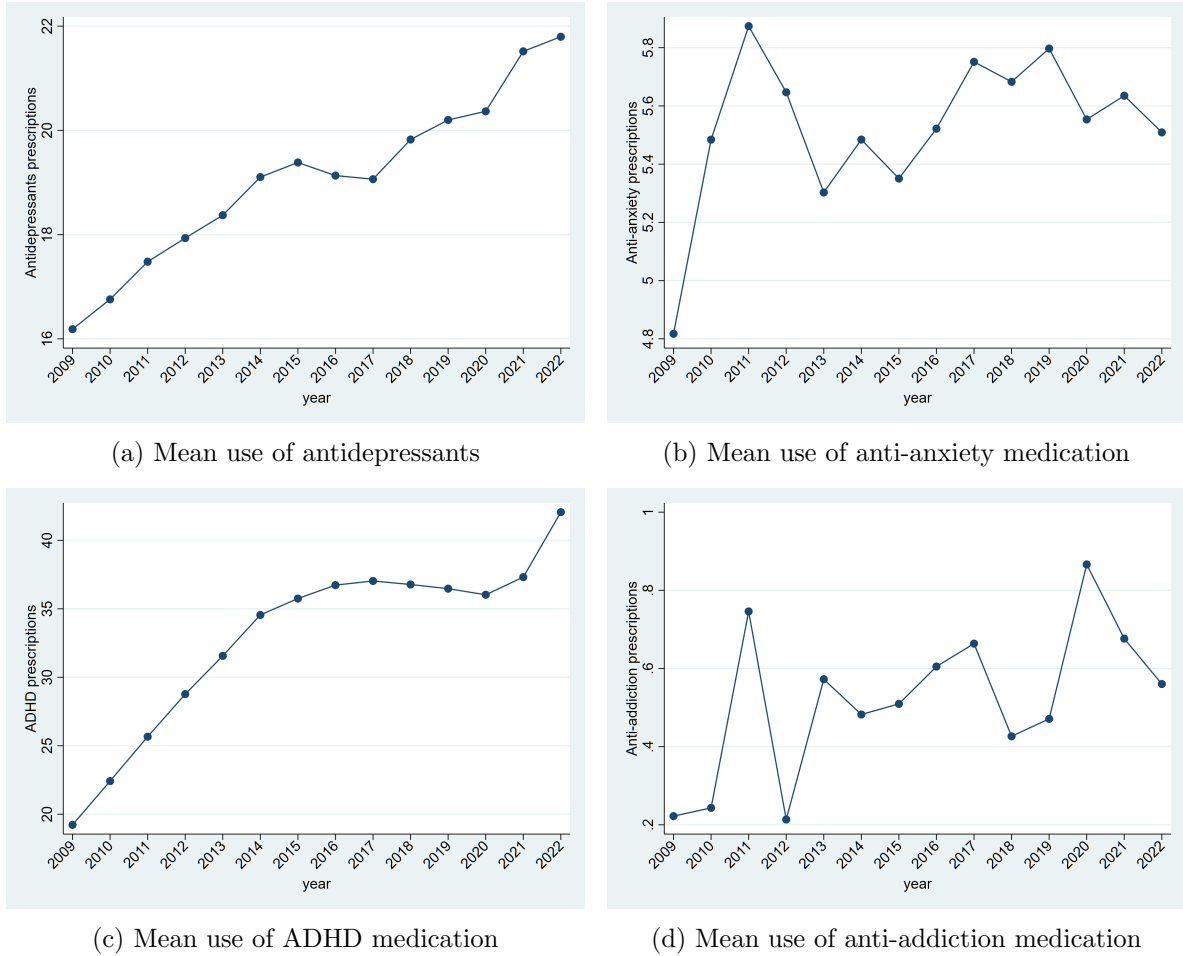 Antidepressants prescriptions
22
20
18
16
2009 2010 2011 2012 2013 2014 2015 2016 2017 2018 2019 2020 2021 2022
year
(a) Mean use of antidepressants
Anti-anxiety prescriptions
5.8
5.6
5.4
5.2
5
4.8
2009 2010 2011 2012 2013 2014 2015 2016 2017 2018 2019 2020 2021 2022
year
(b) Mean use of anti-anxiety medication
ADHD prescriptions
40
35
30
25
20
2009 2010 2011 2012 2013 2014 2015 2016 2017 2018 2019 2020 2021 2022
year
(c) Mean use of ADHD medication
Anti-addiction prescriptions
1
.8
.6
.4
.2
2009 2010 2011 2012 2013 2014 2015 2016 2017 2018 2019 2020 2021 2022
year
(d) Mean use of anti-addiction medication